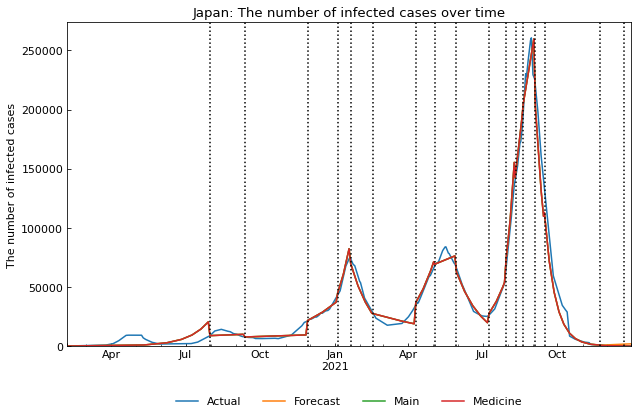 Japan: The number of infected cases over time
The number of infected cases
250000
200000
150000
100000
50000
0
Apr Jul Oct Jan Apr Jul Oct
2021
Actual Forecast Main Medicine